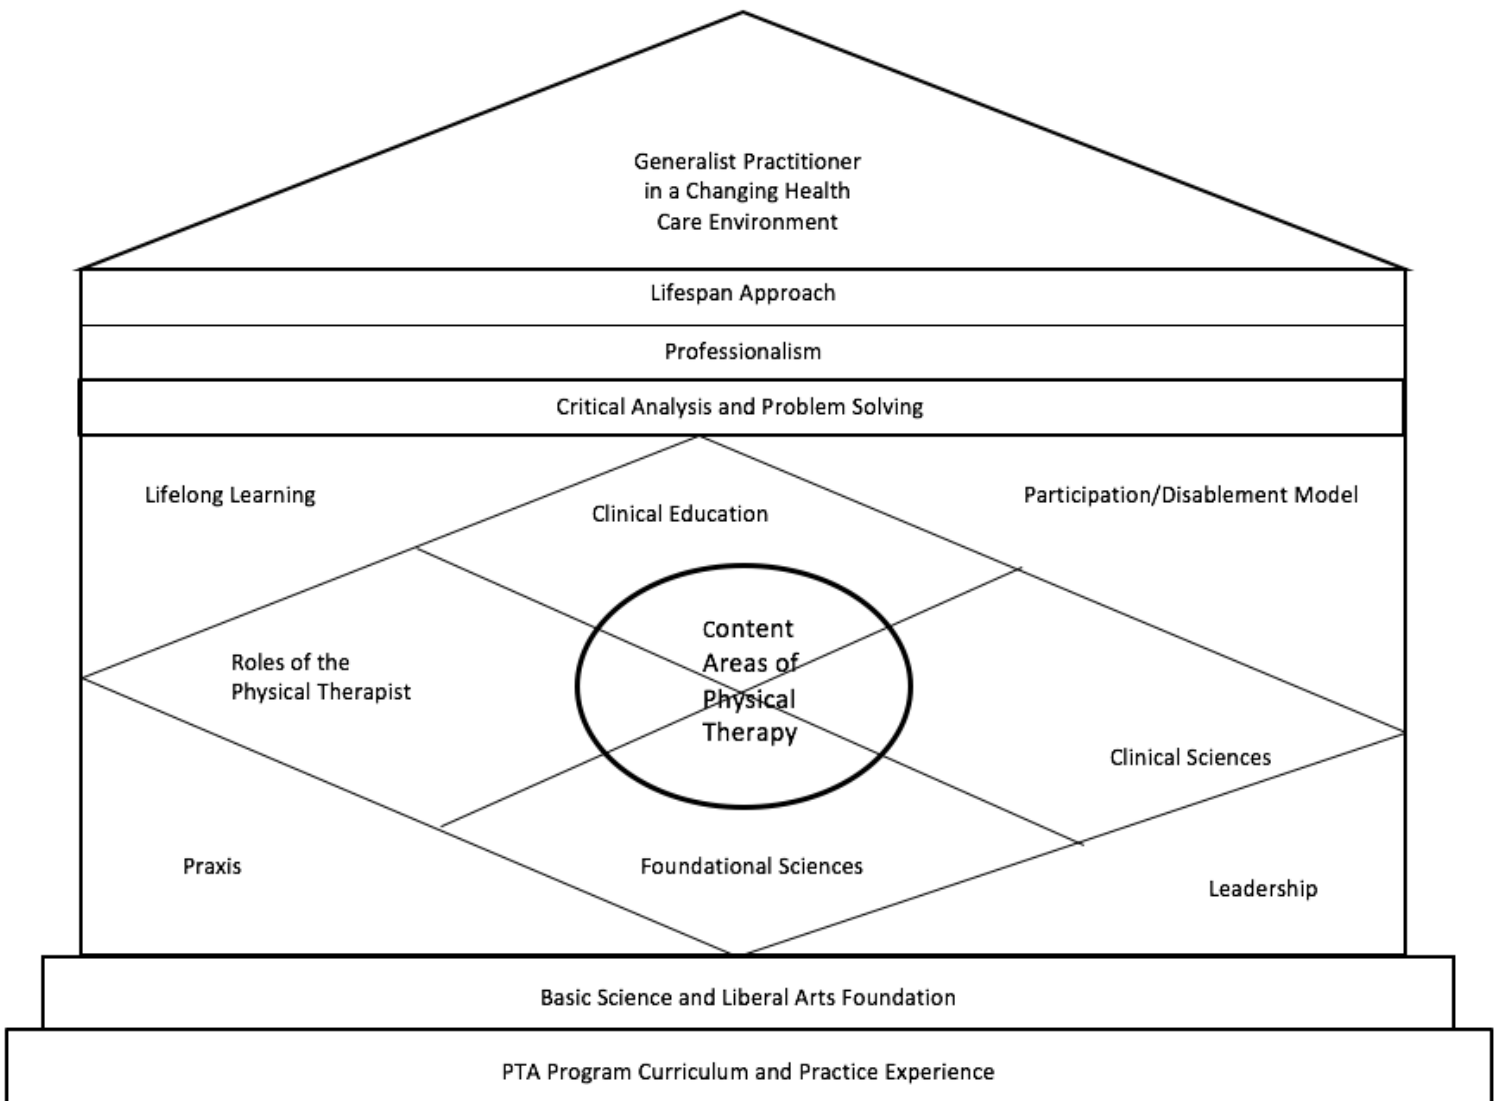 Generalist Practitioner
in a Changing Health
Care Environment
Lifespan Approach
Professionalism
Critical Analysis and Problem Solving
Lifelong Learning
Participation/Disablement Model
Clinical Education
Content
Areas of
Physical
Therapy
Roles of the
Physical Therapist
Clinical Sciences
Praxis
Foundational Sciences
Leadership
Basic Science and Liberal Arts Foundation
PTA Program Curriculum and Practice Experience